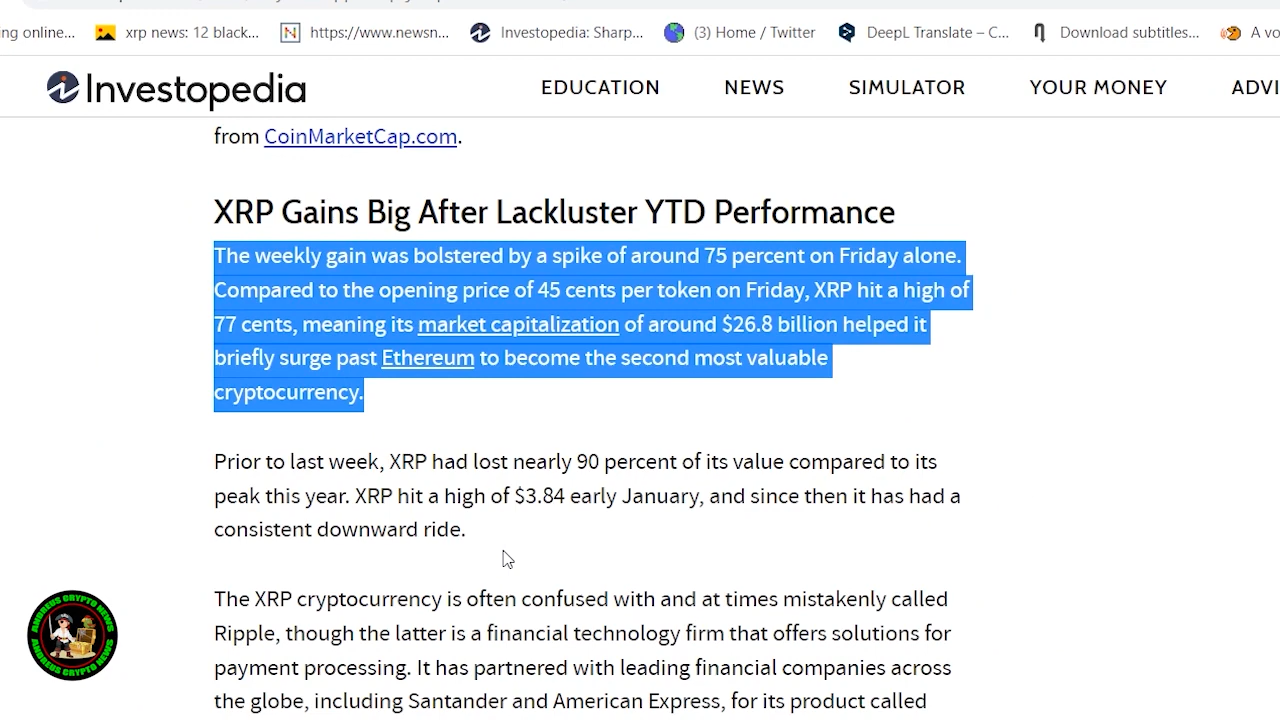 ng online...
xrp news: 12 black...
https://www.newsn...
Investopedia: Sharp...
(3) Home / Twitter
DeepL Translate – C...
Download subtitles...
A vo
Investopedia
EDUCATION
NEWS
SIMULATOR
YOUR MONEY
ADVI
from CoinMarketCap.com.
XRP Gains Big After Lackluster YTD Performance
The weekly gain was bolstered by a spike of around 75 percent on Friday alone.
Compared to the opening price of 45 cents per token on Friday, XRP hit a high of
77 cents, meaning its market capitalization of around $26.8 billion helped it
briefly surge past Ethereum to become the second most valuable
cryptocurrency.
Prior to last week, XRP had lost nearly 90 percent of its value compared to its
peak this year. XRP hit a high of $3.84 early January, and since then it has had a
consistent downward ride.
The XRP cryptocurrency is often confused with and at times mistakenly called
Ripple, though the latter is a financial technology firm that offers solutions for
payment processing. It has partnered with leading financial companies across
the globe, including Santander and American Express, for its product called
ANDREUS CRYPTO NEWS
ANDREUS CRYPTO NEWS